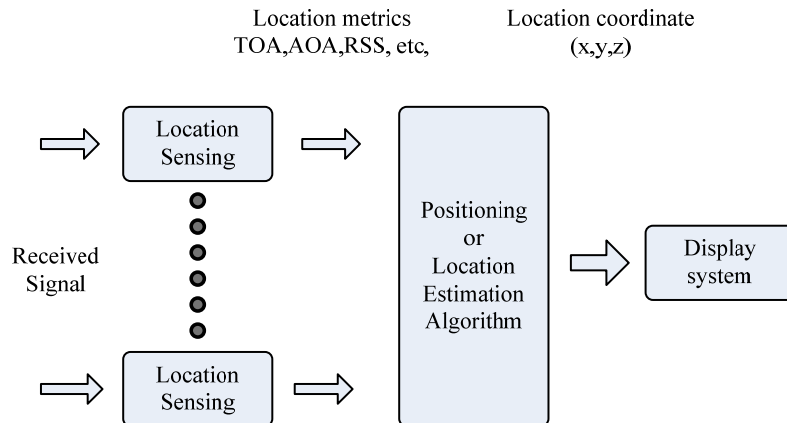 Location metrics
TOA,AOA,RSS, etc,
Location coordinate
(x,y,z)
Location
Sensing
Received
Signal
Positioning
or
Location
Estimation
Algorithm
Display
system
Location
Sensing